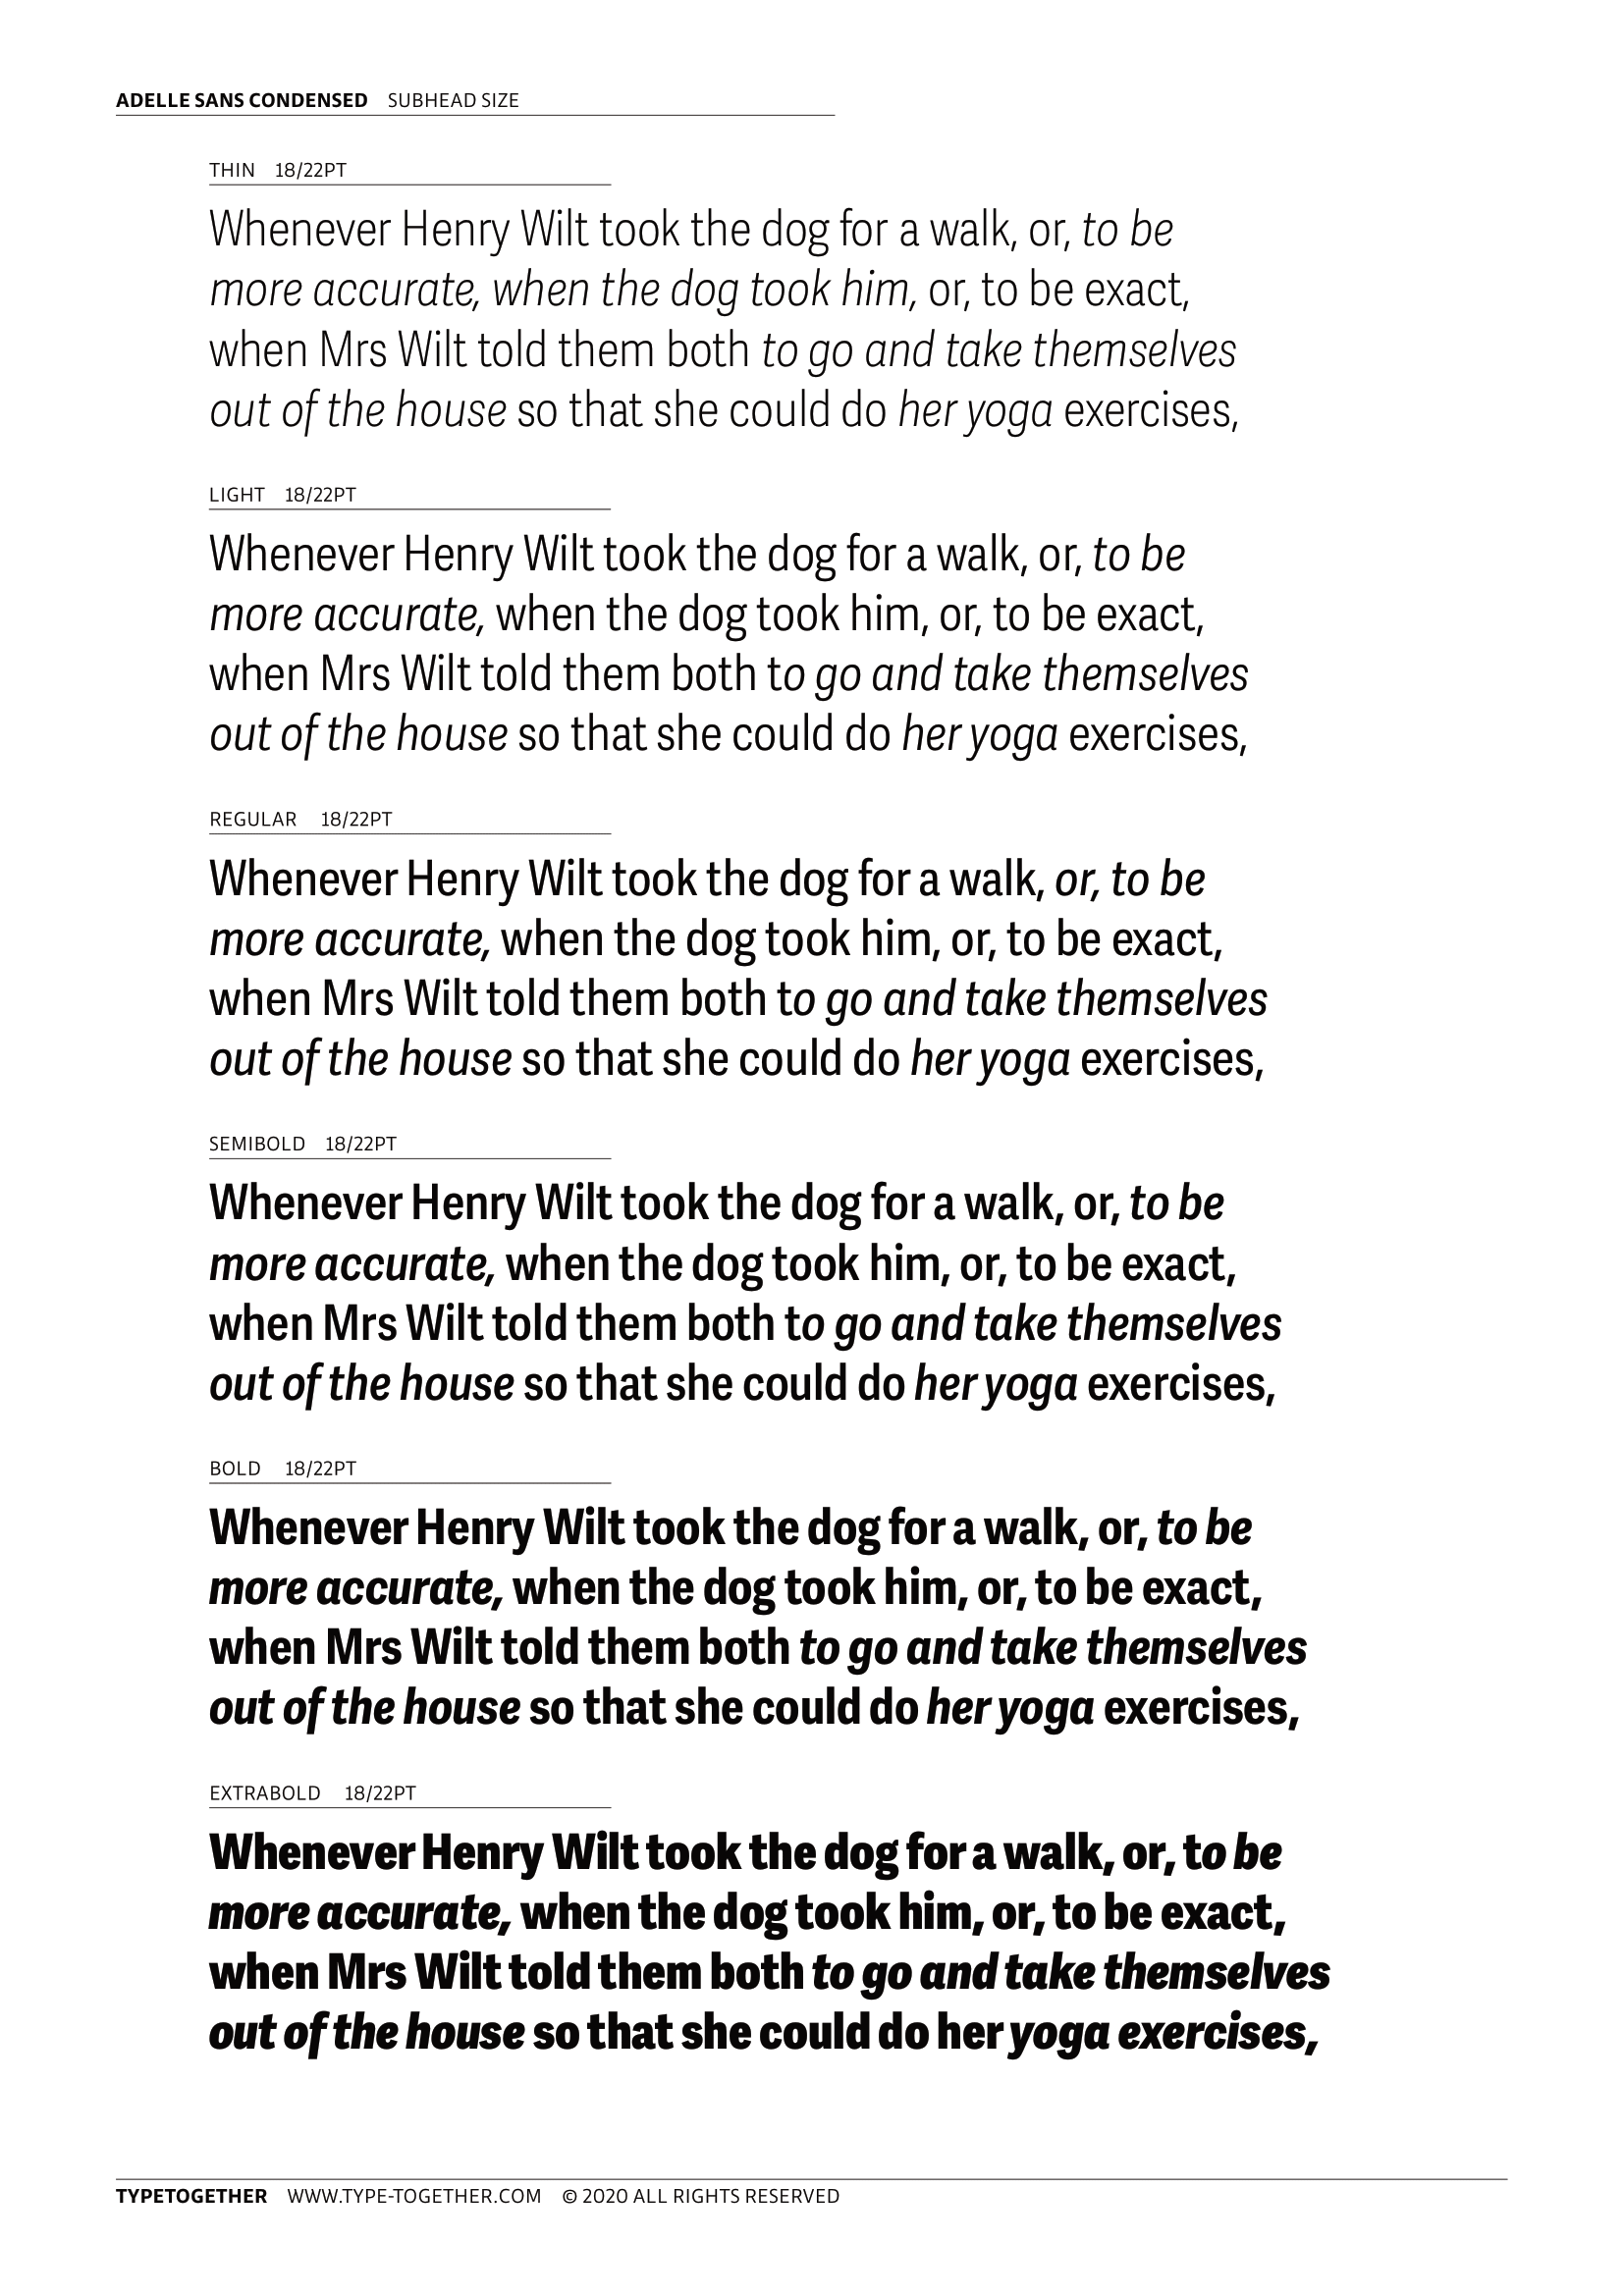 ADELLE SANS CONDENSED SUBHEAD SIZE
THIN 18/22PT
Whenever Henry Wilt took the dog for a walk, or, to be
more accurate, when the dog took him, or, to be exact,
when Mrs Wilt told them both to go and take themselves
out of the house so that she could do her yoga exercises,
LIGHT 18/22PT
Whenever Henry Wilt took the dog for a walk, or, to be
more accurate, when the dog took him, or, to be exact,
when Mrs Wilt told them both to go and take themselves
out of the house so that she could do her yoga exercises,
REGULAR 18/22PT
Whenever Henry Wilt took the dog for a walk, or, to be
more accurate, when the dog took him, or, to be exact,
when Mrs Wilt told them both to go and take themselves
out of the house so that she could do her yoga exercises,
SEMIBOLD 18/22PT
Whenever Henry Wilt took the dog for a walk, or, to be
more accurate, when the dog took him, or, to be exact,
when Mrs Wilt told them both to go and take themselves
out of the house so that she could do her yoga exercises,
BOLD 18/22PT
Whenever Henry Wilt took the dog for a walk, or, to be
more accurate, when the dog took him, or, to be exact,
when Mrs Wilt told them both to go and take themselves
out of the house so that she could do her yoga exercises,
EXTRABOLD 18/22PT
Whenever Henry Wilt took the dog for a walk, or, to be
more accurate, when the dog took him, or, to be exact,
when Mrs Wilt told them both to go and take themselves
out of the house so that she could do her yoga exercises,
TYPETOGETHER WWW.TYPE-TOGETHER.COM © 2020 ALL RIGHTS RESERVED